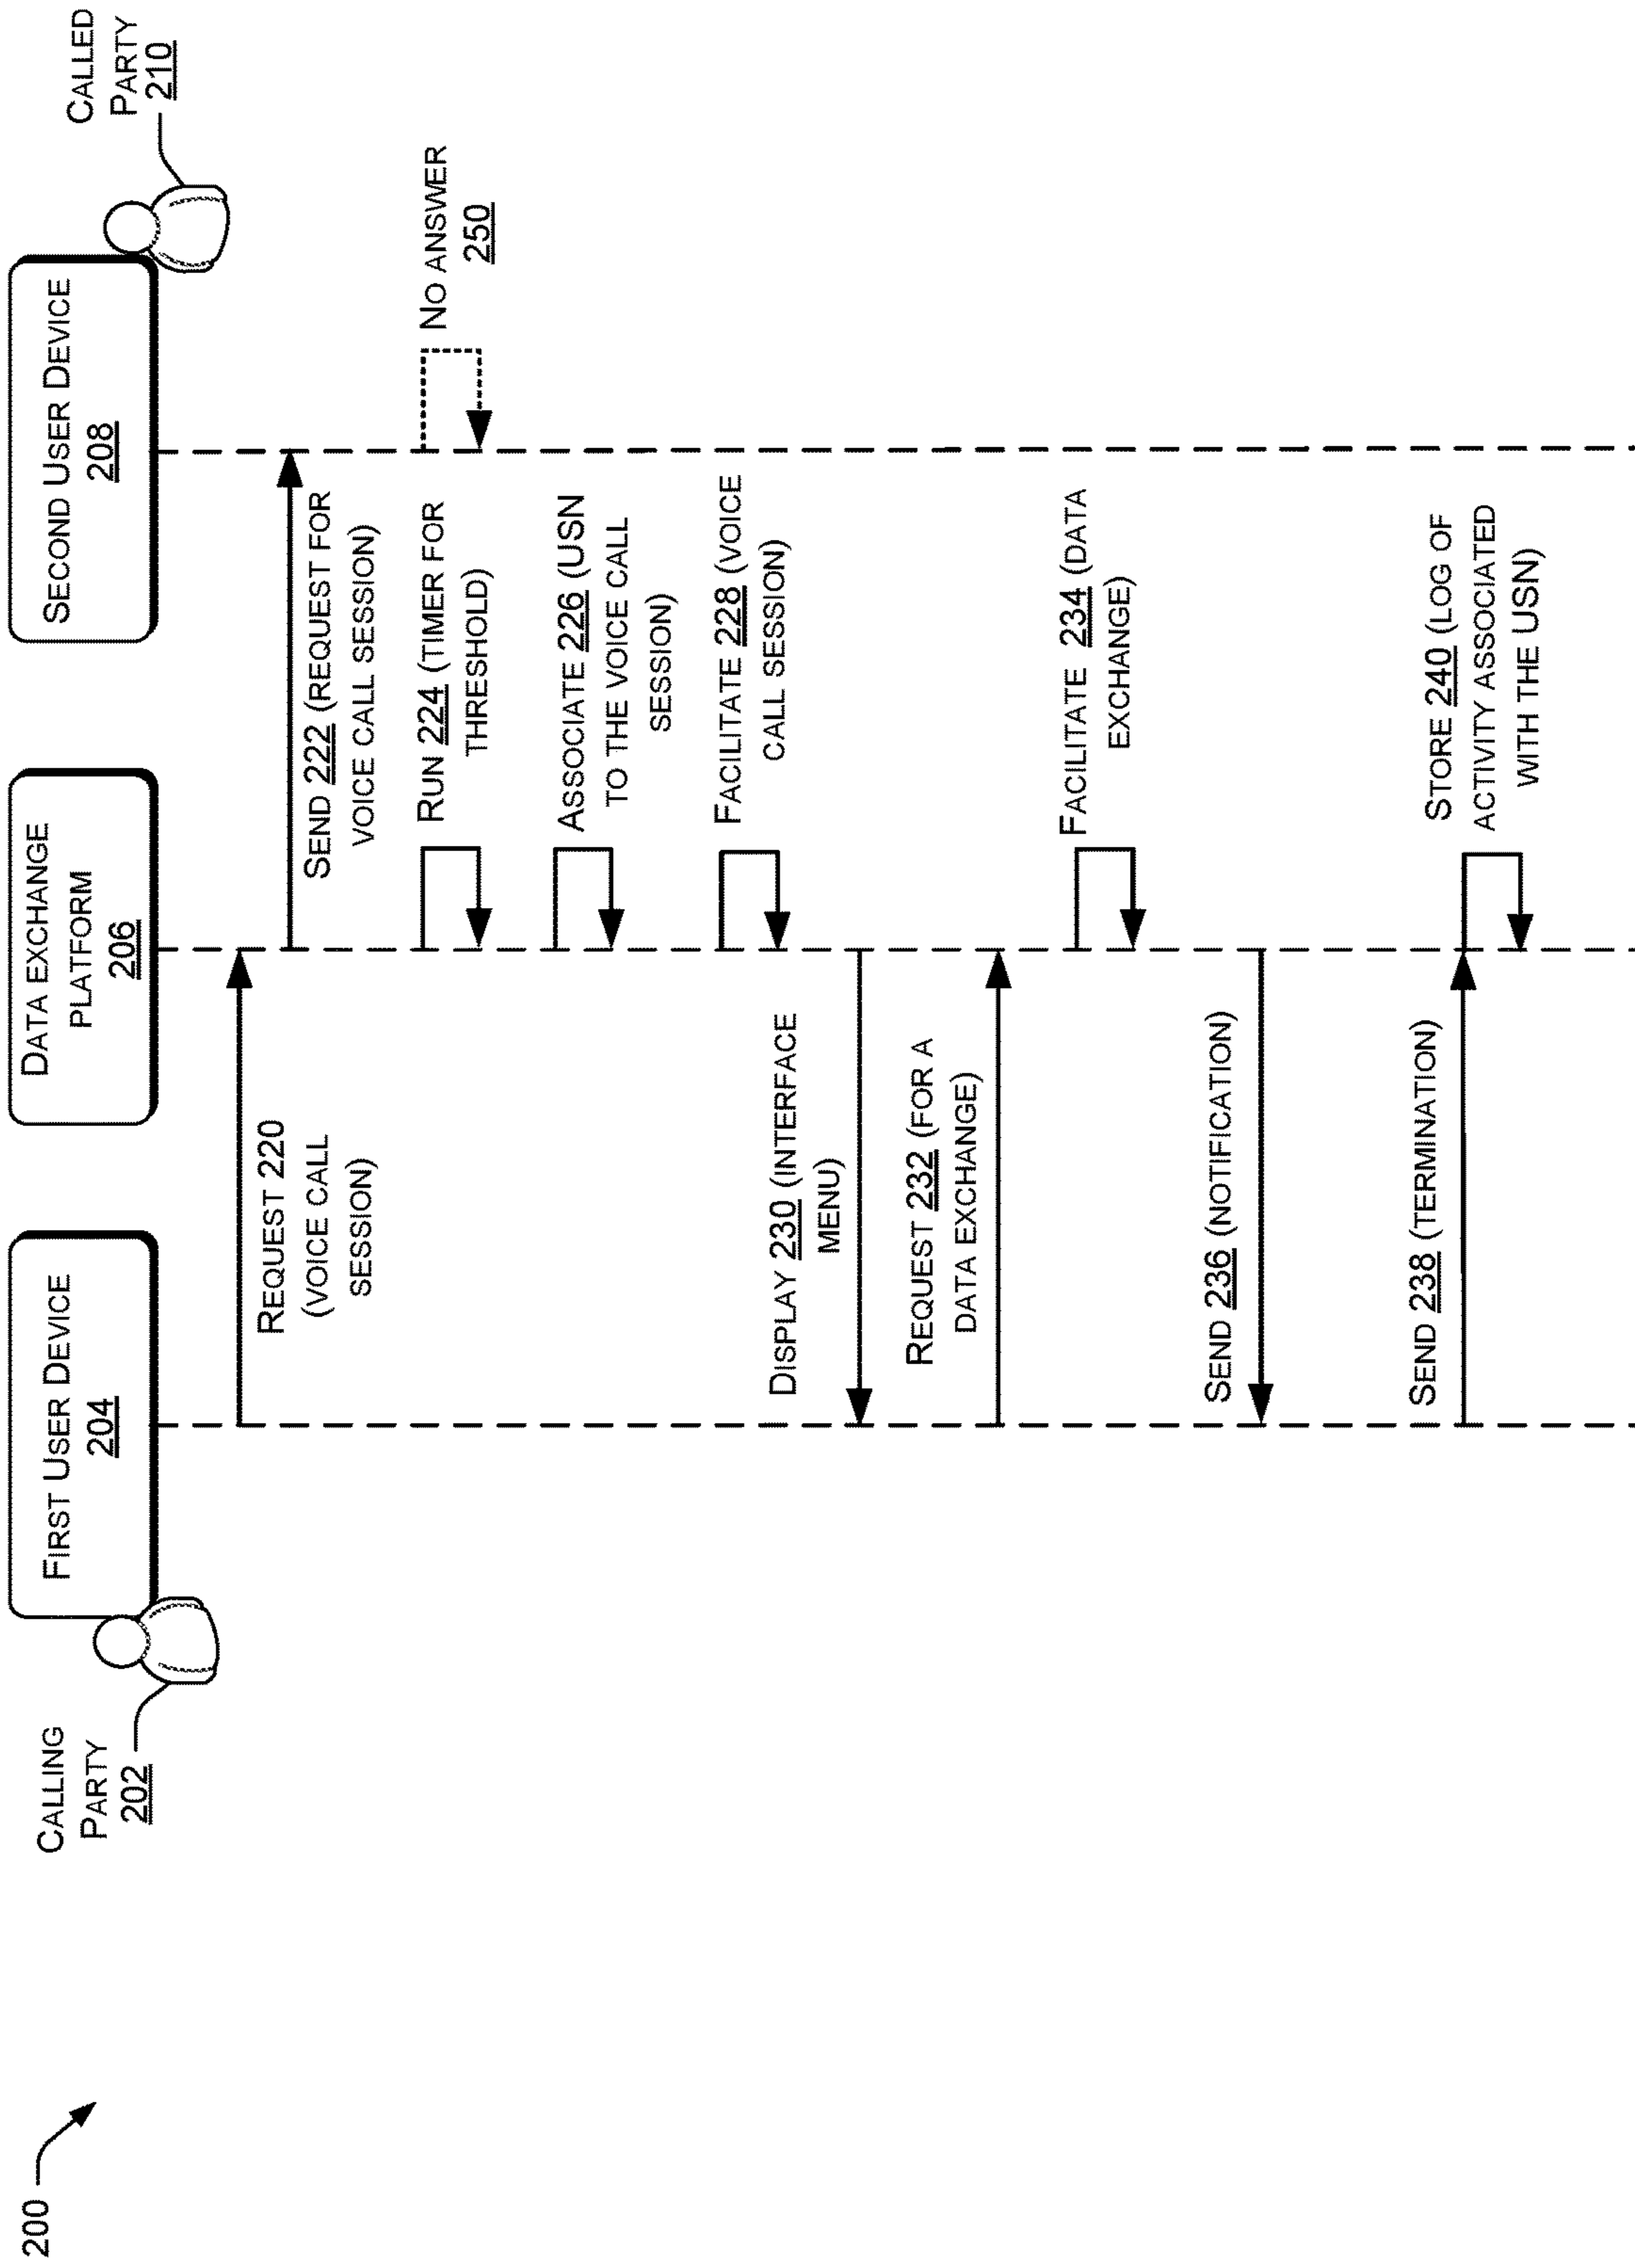 200
CALLING
PARTY
202
FIRST USER DEVICE
204
DATA EXCHANGE
PLATFORM
206
SECOND USER DEVICE
208
CALLED
PARTY
210
REQUEST 220
(VOICE CALL
SESSION)
SEND 222 (REQUEST FOR
VOICE CALL SESSION)
RUN 224 (TIMER FOR
THRESHOLD)
NO ANSWER
250
ASSOCIATE 226 (USN
TO THE VOICE CALL
SESSION)
FACILITATE 228 (VOICE
CALL SESSION)
DISPLAY 230 (INTERFACE
MENU)
REQUEST 232 (FOR A
DATA EXCHANGE)
FACILITATE 234 (DATA
EXCHANGE)
SEND 236 (NOTIFICATION)
SEND 238 (TERMINATION)
STORE 240 (LOG OF
ACTIVITY ASSOCIATED
WITH THE USN)